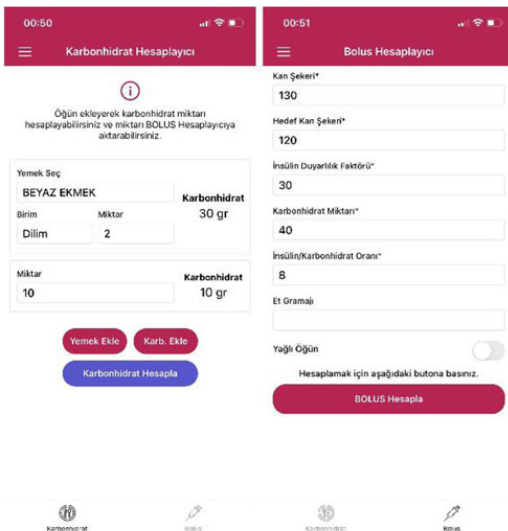 00:50
Karbonhidrat Hesaplayıcı
Öğün ekleyerek karbonhidrat miktarı
hesaplayabilirsiniz ve miktarı BOLUS Hesaplayıcıya
aktarabilirsiniz.
Yemek Seç
BEYAZ EKMEK
Karbonhidrat
Birim Miktar 30 gr
Dilim 2
Miktar Karbonhidrat
10 10 gr
Yemek Ekle Karb. Ekle
Karbonhidrat Hesapla
Karbonhidrat Bolus
00:51
Bolus Hesaplayıcı
Kan Şekeri*
130
Hedef Kan Şekeri*
120
İnsülin Duyarlılık Faktörü*
30
Karbonhidrat Miktarı*
40
İnsülin/Karbonhidrat Oranı*
8
Et Gramajı
Yağlı Öğün
Hesaplamak için aşağıdaki butona basınız.
BOLUS Hesapla
Karbonhidrat Bolus